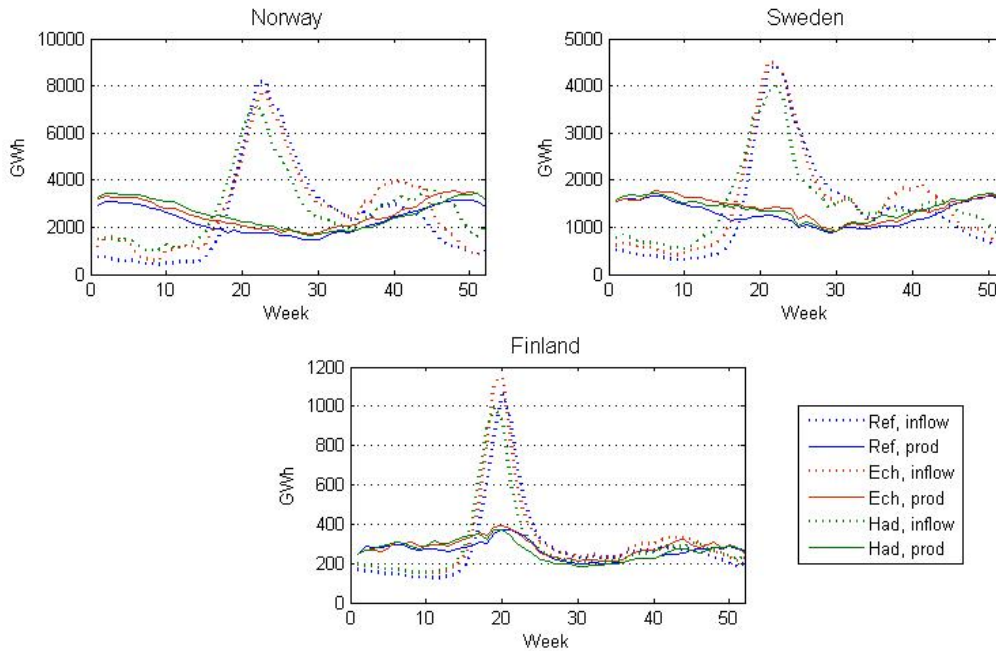 Norway
10000
8000
6000
4000
2000
0
GWh
0 10 20 30 40 50
Week
Sweden
5000
4000
3000
2000
1000
0
GWh
0 10 20 30 40 50
Week
Finland
1200
1000
800
600
400
200
0
GWh
0 10 20 30 40 50
Week
Ref, inflow
Ref, prod
Ech, inflow
Ech, prod
Had, inflow
Had, prod